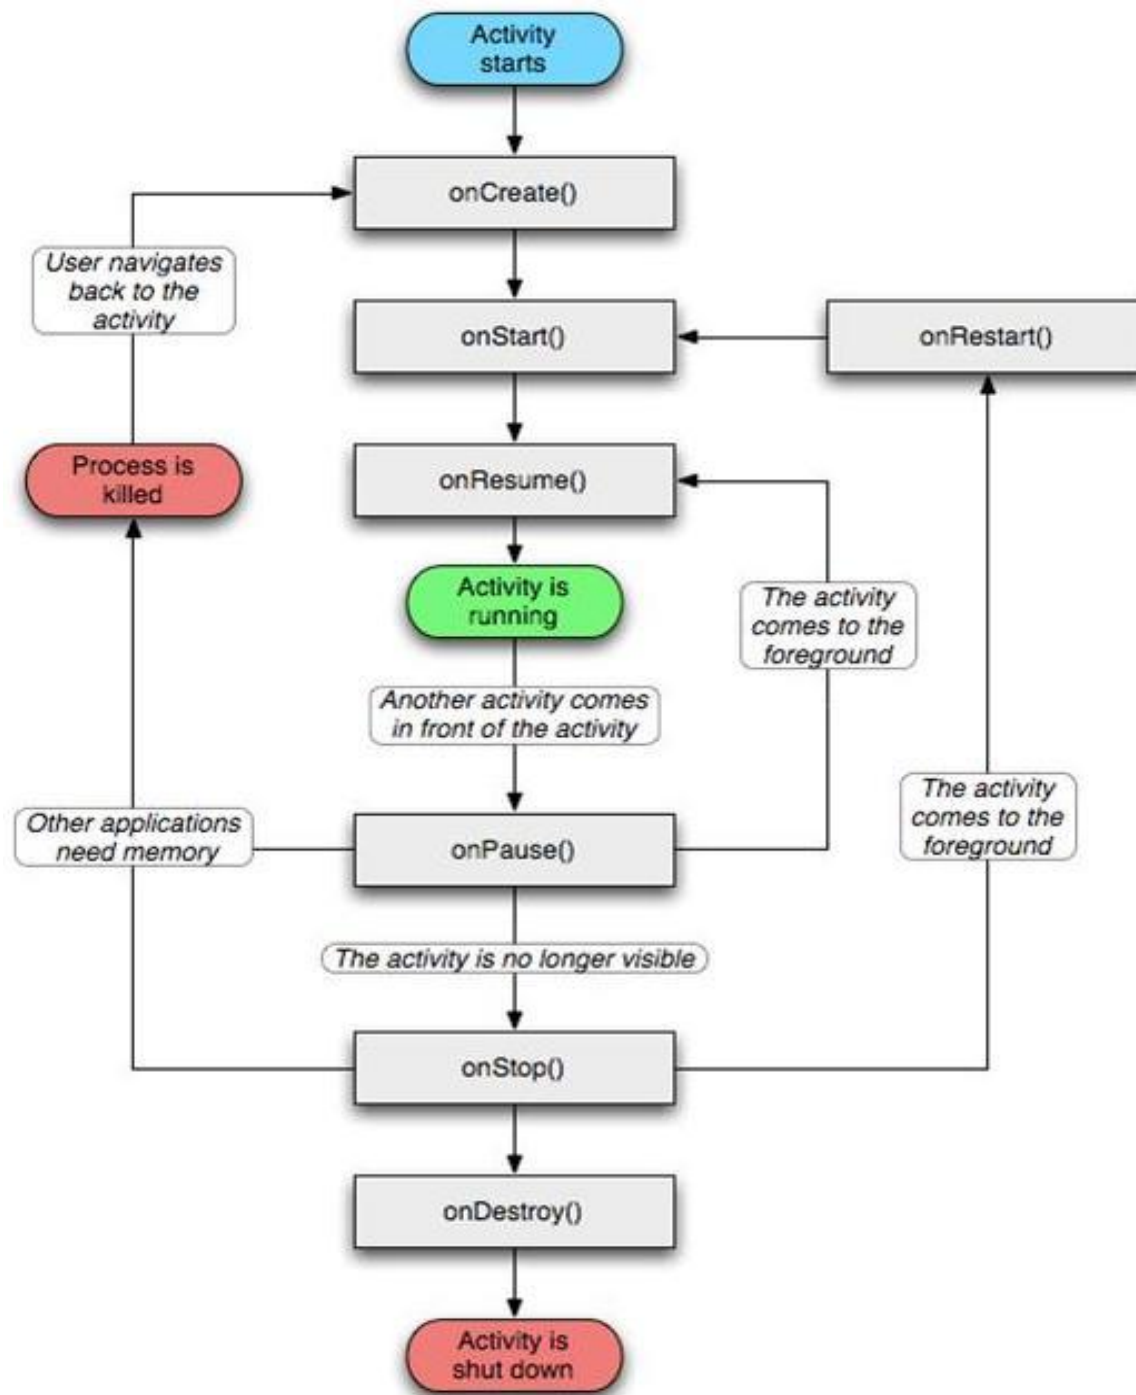 Activity
starts
onCreate()
User navigates
back to the
activity
onStart()
onRestart()
Process is
killed
onResume()
Activity is
running
The activity
comes to the
foreground
Another activity comes
in front of the activity
The activity
comes to the
foreground
Other applications
need memory
onPause()
The activity is no longer visible
onStop()
onDestroy()
Activity is
shut down